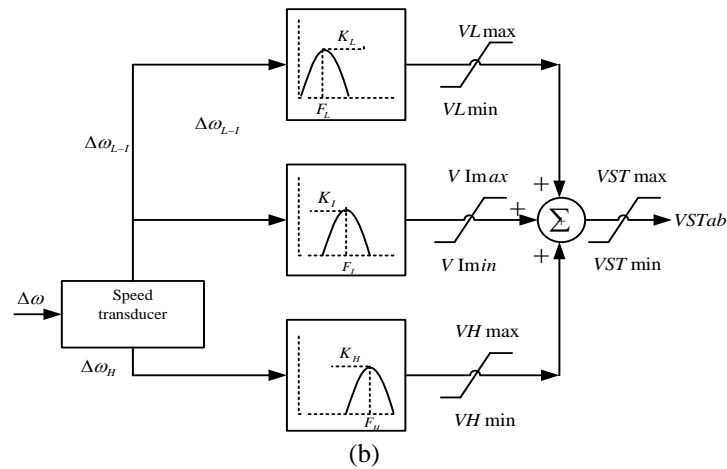 K_L
F_L
VL max
VL min
Δω_{L-I}
Δω_{L-I}
K_I
F_I
V Imax
V Imin
+
+
+
Σ
VST max
VST min
VSTab
Δω
Speed
transducer
Δω_H
K_H
F_H
VH max
VH min
(b)